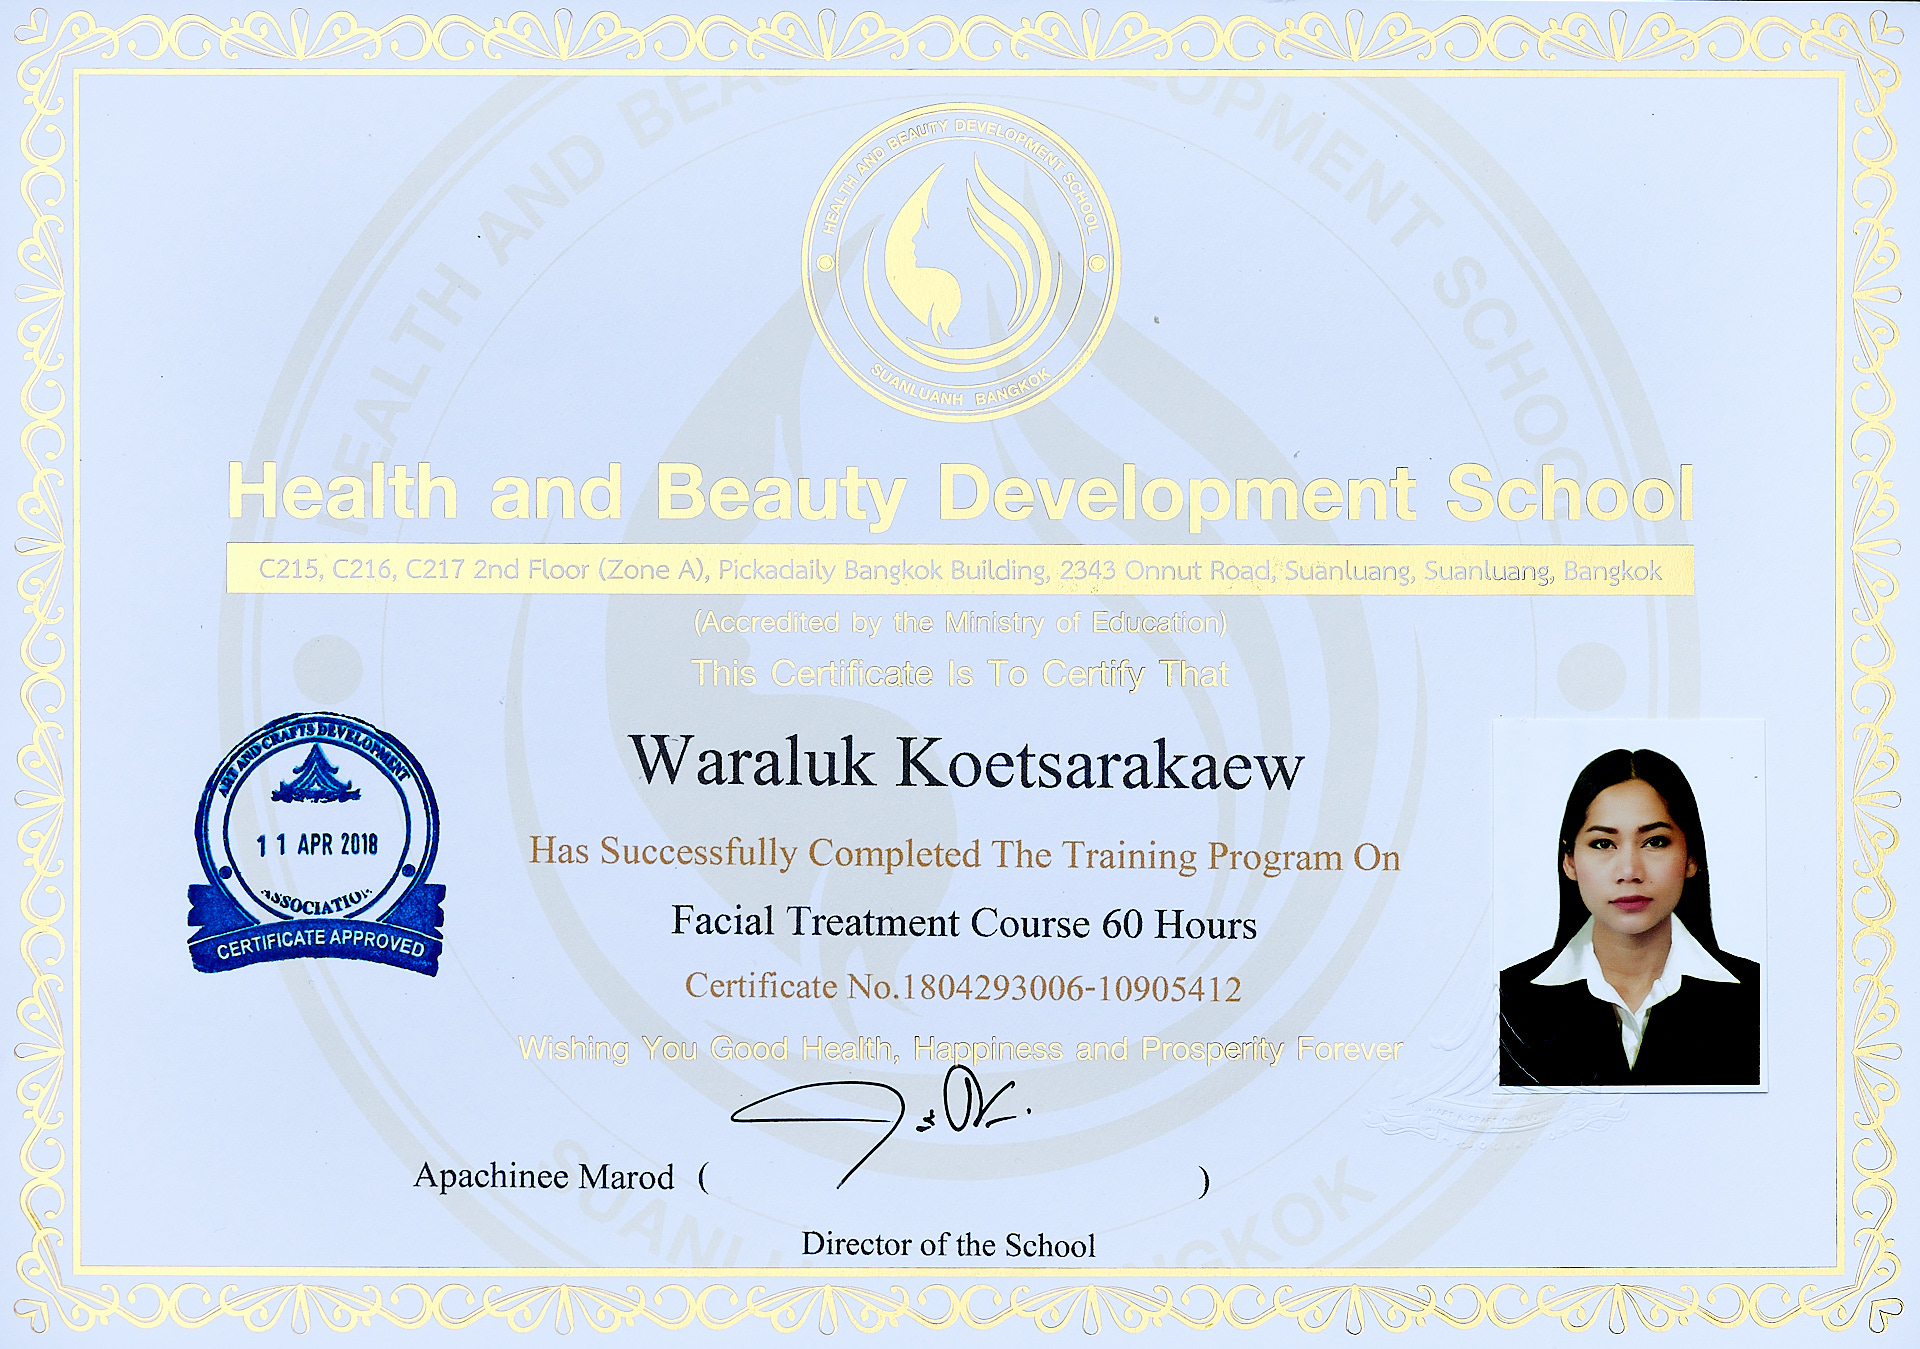 HEALTH AND BEAUTY DEVELOPMENT SCHOOL
SUANLUANH BANGKOK
Health and Beauty Development School
C215, C216, C217 2nd Floor (Zone A), Pickadaily Bangkok Building, 2343 Onnut Road, Suanluang, Suanluang, Bangkok
(Accredited by the Ministry of Education)
This Certificate Is To Certify That
Waraluk Koetsarakaew
ART AND CRAFTS DEVELOPMENT
11 APR 2018
ASSOCIATION
CERTIFICATE APPROVED
Has Successfully Completed The Training Program On
Facial Treatment Course 60 Hours
Certificate No.1804293006-10905412
Wishing You Good Health, Happiness and Prosperity Forever
Apachinee Marod ( )
Director of the School